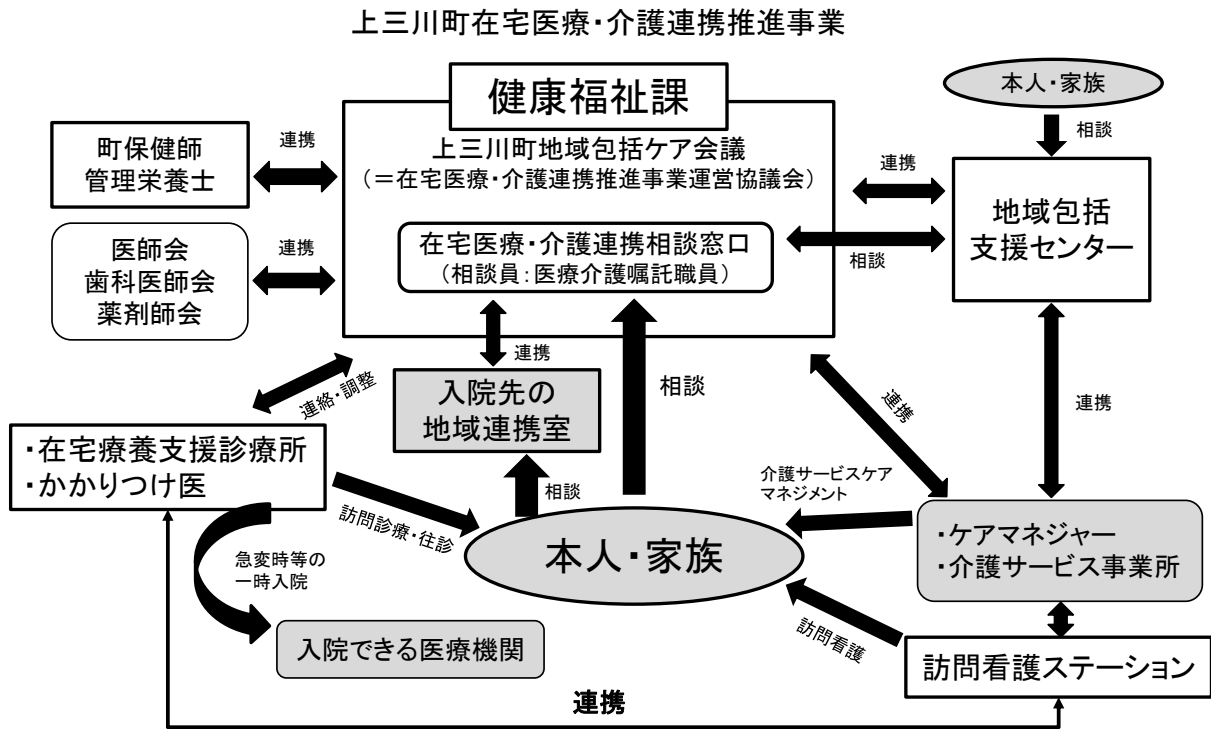 上三川町在宅医療・介護連携推進事業
健康福祉課
上三川町地域包括ケア会議
（＝在宅医療・介護連携推進事業運営協議会）
在宅医療・介護連携相談窓口
（相談員：医療介護嘱託職員）
本人・家族
相談
町保健師
管理栄養士
連携
連携
地域包括
支援センター
医師会
歯科医師会
薬剤師会
連携
相談
連携
入院先の
地域連携室
相談
連絡・調整
連携
連携
・在宅療養支援診療所
・かかりつけ医
相談
訪問診療・往診
介護サービスケア
マネジメント
本人・家族
・ケアマネジャー
・介護サービス事業所
急変時等の
一時入院
入院できる医療機関
訪問看護
訪問看護ステーション
連携